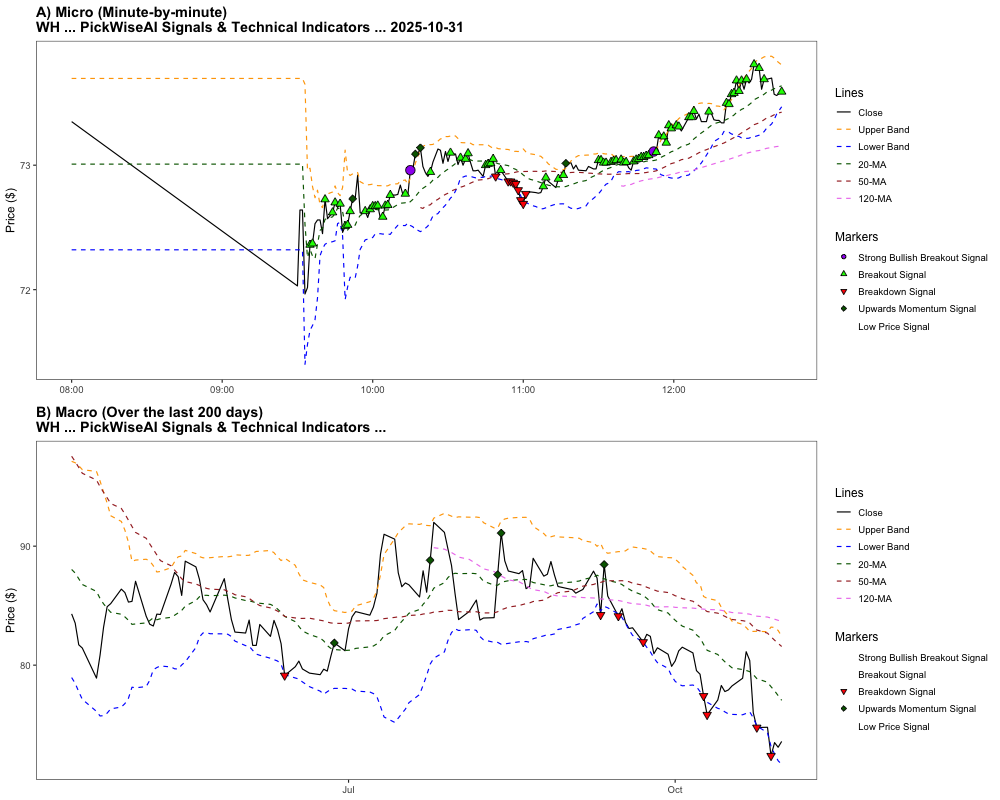 A) Micro (Minute-by-minute)
WH ... PickWiseAI Signals & Technical Indicators ... 2025-10-31
Price ($)
73
72
08:00
09:00
10:00
11:00
12:00
Lines
Close
Upper Band
Lower Band
20-MA
50-MA
120-MA
Markers
Strong Bullish Breakout Signal
Breakout Signal
Breakdown Signal
Upwards Momentum Signal
Low Price Signal
B) Macro (Over the last 200 days)
WH ... PickWiseAI Signals & Technical Indicators ...
Price ($)
90
80
Jul
Oct
Lines
Close
Upper Band
Lower Band
20-MA
50-MA
120-MA
Markers
Strong Bullish Breakout Signal
Breakout Signal
Breakdown Signal
Upwards Momentum Signal
Low Price Signal